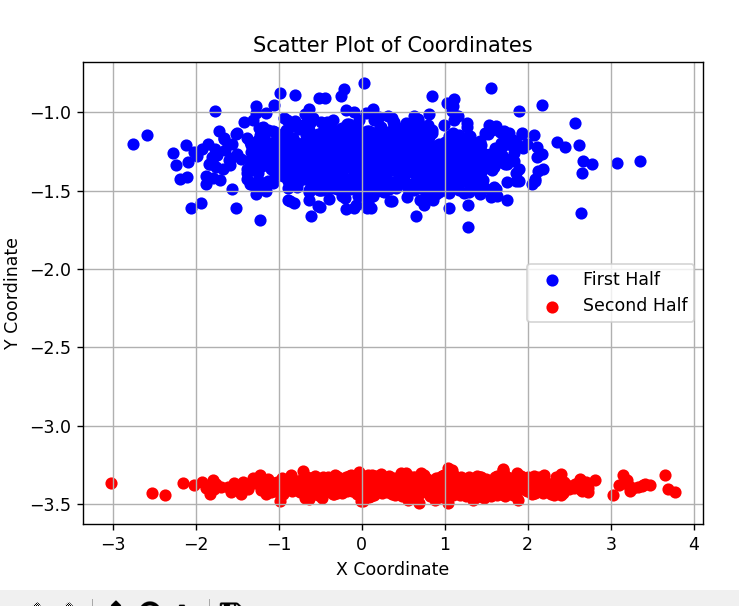 Scatter Plot of Coordinates
Y Coordinate
−1.0
−1.5
−2.0
−2.5
−3.0
−3.5
First Half
Second Half
−3 −2 −1 0 1 2 3 4
X Coordinate